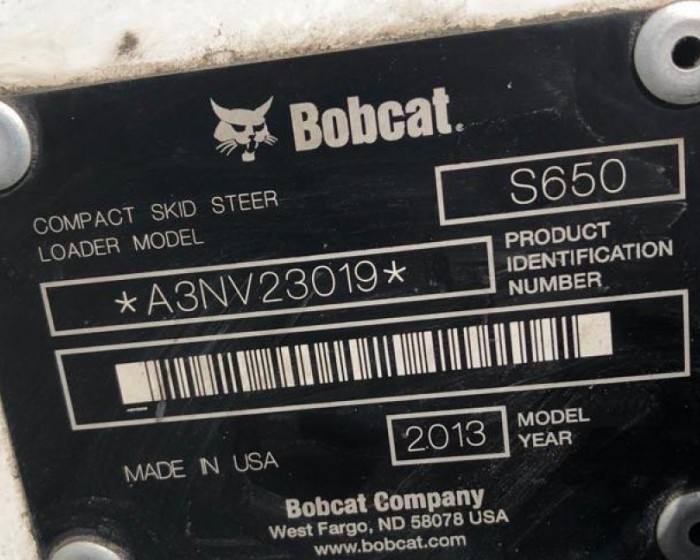 Bobcat®
COMPACT SKID STEER
LOADER MODEL
S650
*A3NV23019*
PRODUCT
IDENTIFICATION
NUMBER
2013
MODEL
YEAR
MADE IN USA
Bobcat Company
West Fargo, ND 58078 USA
www.bobcat.com